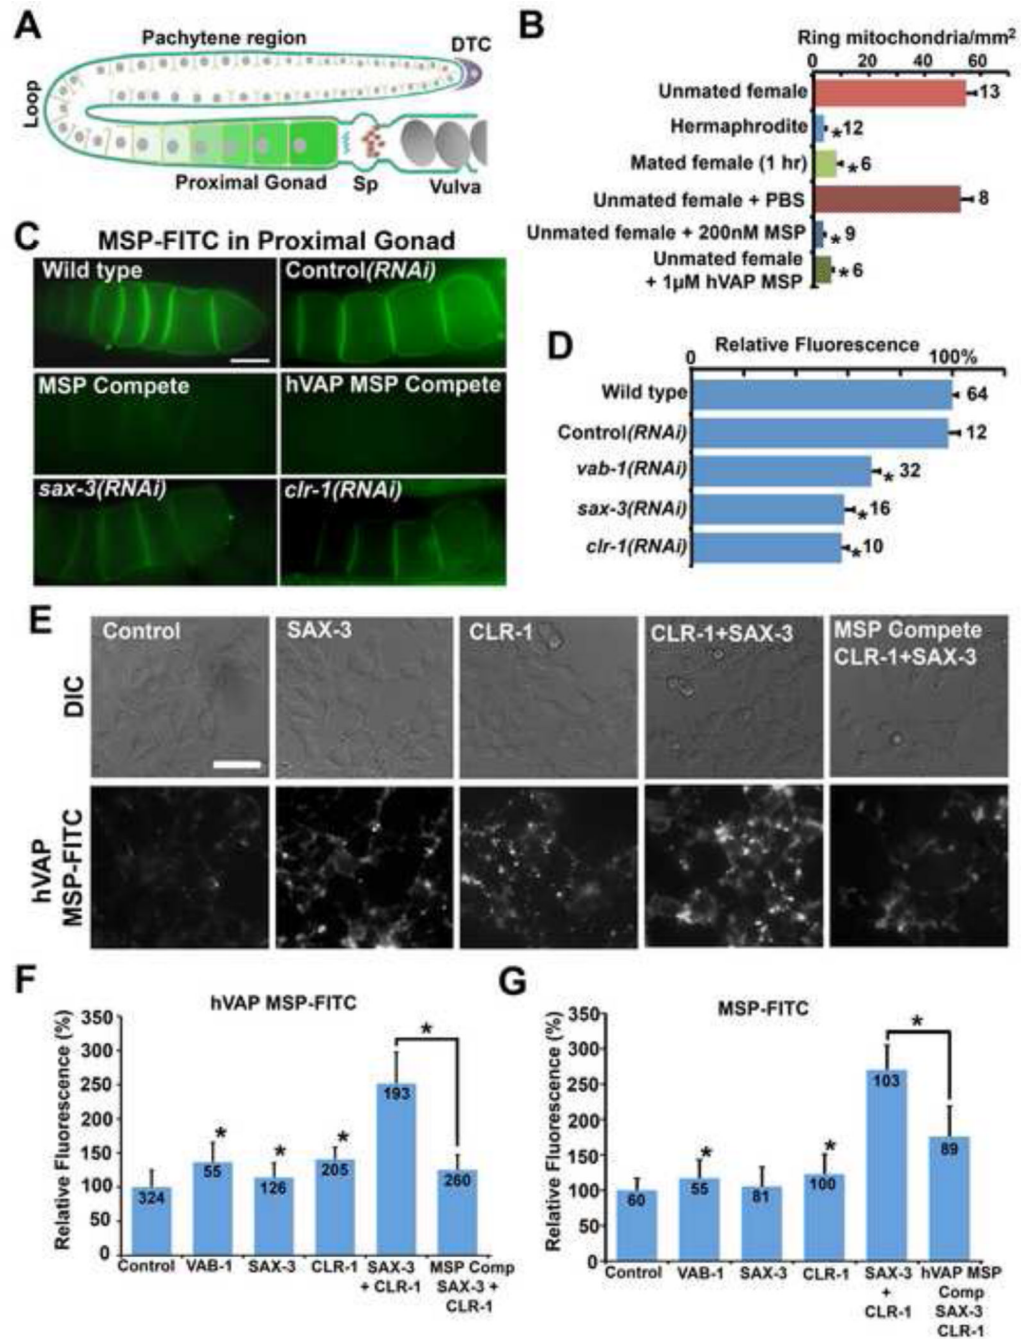 A
Pachytene region
DTC
Loop
Proximal Gonad
Sp
Vulva
B
Ring mitochondria/mm²
0 20 40 60
Unmated female 13
Hermaphrodite *12
Mated female (1 hr) *6
Unmated female + PBS 8
Unmated female + 200nM MSP *9
Unmated female
+ 1µM hVAP MSP *6
C
MSP-FITC in Proximal Gonad
Wild type
Control(RNAi)
MSP Compete
hVAP MSP Compete
sax-3(RNAi)
clr-1(RNAi)
D
Relative Fluorescence
0 100%
Wild type 64
Control(RNAi) 12
vab-1(RNAi) * 32
sax-3(RNAi) *16
clr-1(RNAi) *10
E
Control
SAX-3
CLR-1
CLR-1+SAX-3
MSP Compete
CLR-1+SAX-3
DIC
hVAP
MSP-FITC
F
hVAP MSP-FITC
Relative Fluorescence (%)
350
300
250
200
150
100
50
0
324
* 55
* 126
* 205
193
*
260
Control
VAB-1
SAX-3
CLR-1
SAX-3
+ CLR-1
MSP Comp
SAX-3 +
CLR-1
G
MSP-FITC
Relative Fluorescence (%)
350
300
250
200
150
100
50
0
60
* 55
81
* 100
103
*
89
Control
VAB-1
SAX-3
CLR-1
SAX-3
+
CLR-1
hVAP MSP
Comp
SAX-3
CLR-1